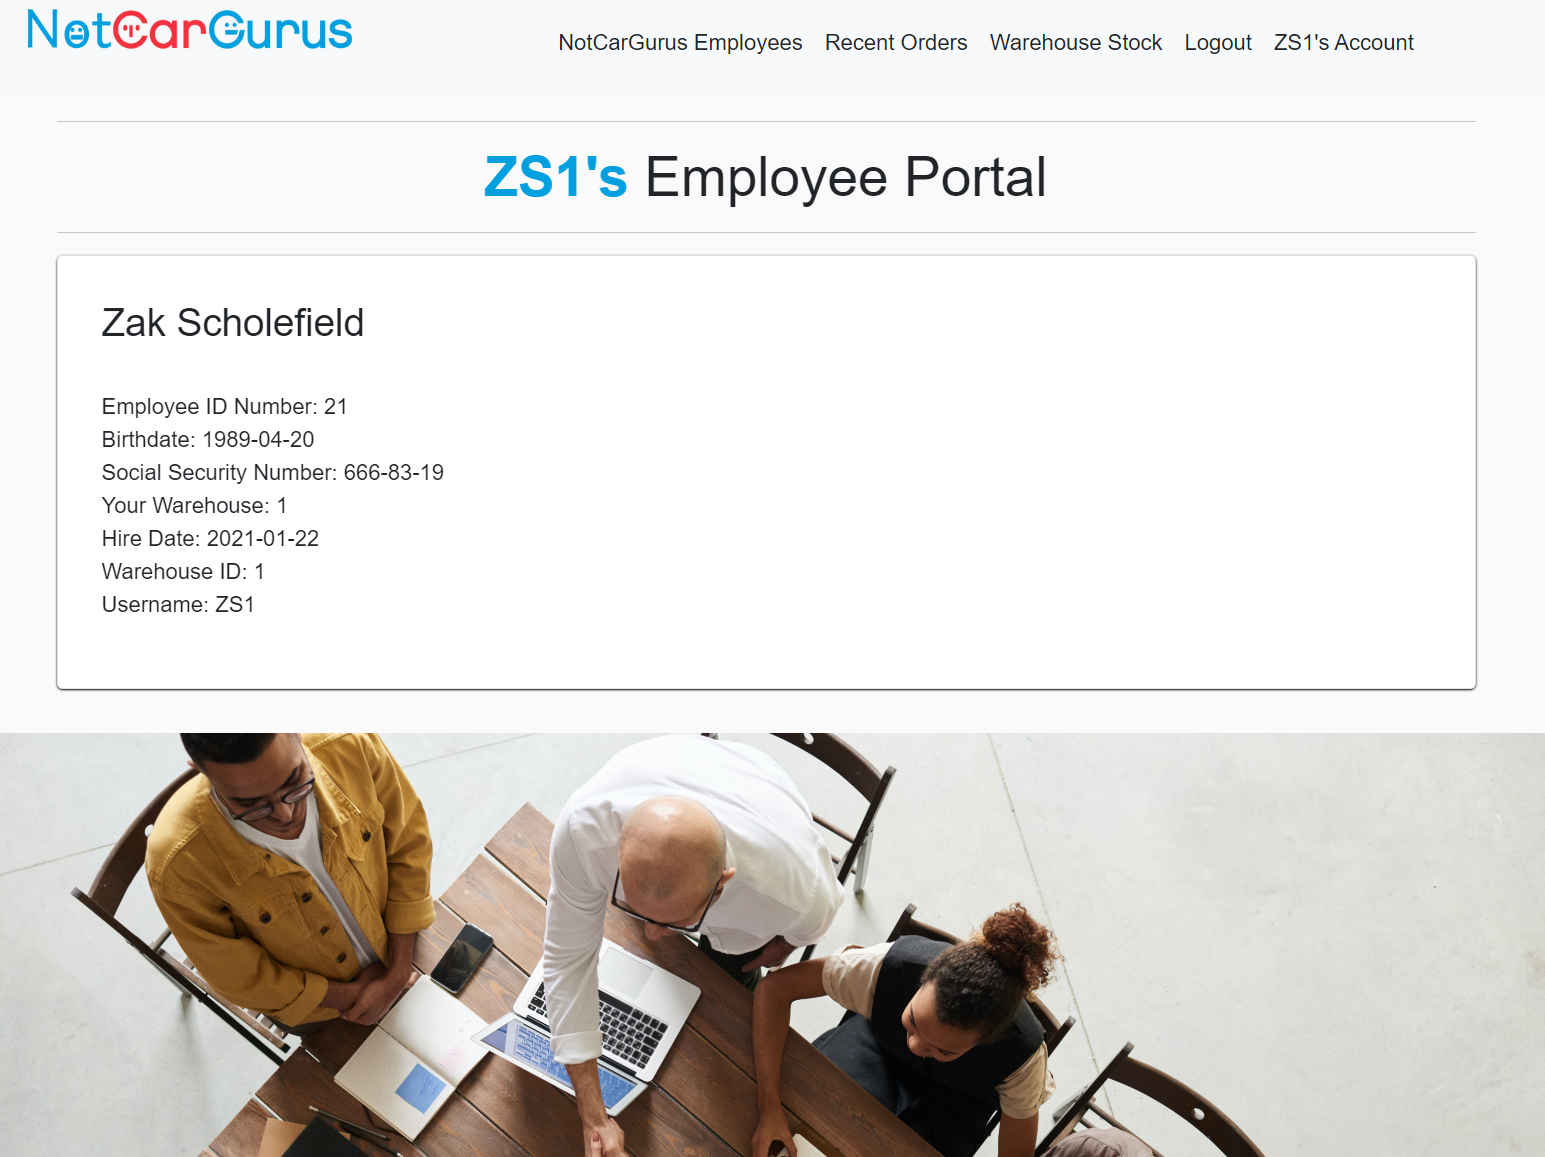 NotCarGurus
NotCarGurus Employees Recent Orders Warehouse Stock Logout ZS1's Account
ZS1's Employee Portal
Zak Scholefield
Employee ID Number: 21
Birthdate: 1989-04-20
Social Security Number: 666-83-19
Your Warehouse: 1
Hire Date: 2021-01-22
Warehouse ID: 1
Username: ZS1